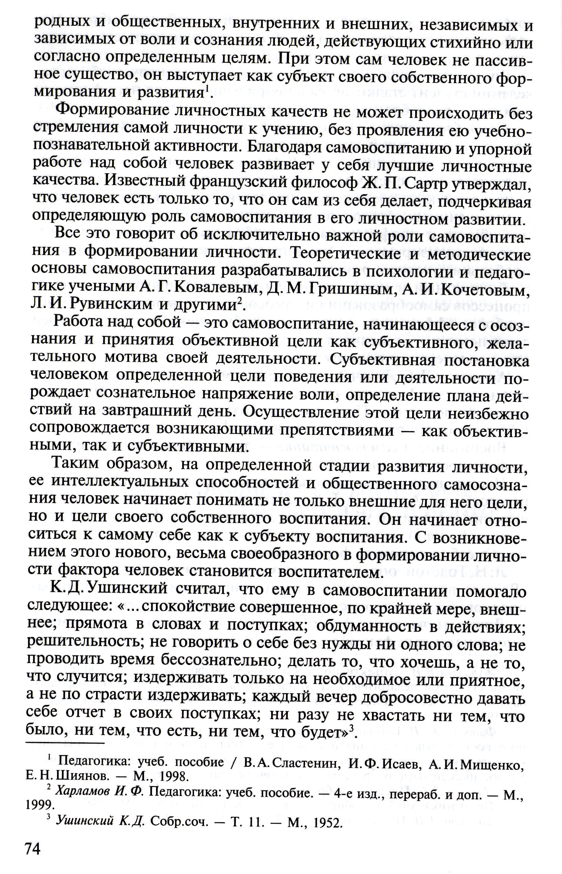 родных и общественных, внутренних и внешних, независимых и
зависимых от воли и сознания людей, действующих стихийно или
согласно определенным целям. При этом сам человек не пассив-
ное существо, он выступает как субъект своего собственного фор-
мирования и развития¹.
Формирование личностных качеств не может происходить без
стремления самой личности к учению, без проявления ею учебно-
познавательной активности. Благодаря самовоспитанию и упорной
работе над собой человек развивает у себя лучшие личностные
качества. Известный французский философ Ж. П. Сартр утверждал,
что человек есть только то, что он сам из себя делает, подчеркивая
определяющую роль самовоспитания в его личностном развитии.
Все это говорит об исключительно важной роли самовоспита-
ния в формировании личности. Теоретические и методические
основы самовоспитания разрабатывались в психологии и педаго-
гике учеными А. Г. Ковалевым, Д. М. Гришиным, А. И. Кочетовым,
Л. И. Рувинским и другими².
Работа над собой — это самовоспитание, начинающееся с осоз-
нания и принятия объективной цели как субъективного, жела-
тельного мотива своей деятельности. Субъективная постановка
человеком определенной цели поведения или деятельности по-
рождает сознательное напряжение воли, определение плана дей-
ствий на завтрашний день. Осуществление этой цели неизбежно
сопровождается возникающими препятствиями — как объектив-
ными, так и субъективными.
Таким образом, на определенной стадии развития личности,
ее интеллектуальных способностей и общественного самосозна-
ния человек начинает понимать не только внешние для него цели,
но и цели своего собственного воспитания. Он начинает отно-
ситься к самому себе как к субъекту воспитания. С возникнове-
нием этого нового, весьма своеобразного в формировании лично-
сти фактора человек становится воспитателем.
К. Д. Ушинский считал, что ему в самовоспитании помогало
следующее: «...спокойствие совершенное, по крайней мере, внеш-
нее; прямота в словах и поступках; обдуманность в действиях;
решительность; не говорить о себе без нужды ни одного слова; не
проводить время бессознательно; делать то, что хочешь, а не то,
что случится; издерживать только на необходимое или приятное,
а не по страсти издерживать; каждый вечер добросовестно давать
себе отчет в своих поступках; ни разу не хвастать ни тем, что
было, ни тем, что есть, ни тем, что будет»³.
¹ Педагогика: учеб. пособие / В. А. Сластенин, И. Ф. Исаев, А. И. Мищенко,
Е. Н. Шиянов. — М., 1998.
² Харламов И. Ф. Педагогика: учеб. пособие. — 4-е изд., перераб. и доп. — М.,
1999.
³ Ушинский К. Д. Собр.соч. — Т. 11. — М., 1952.
74